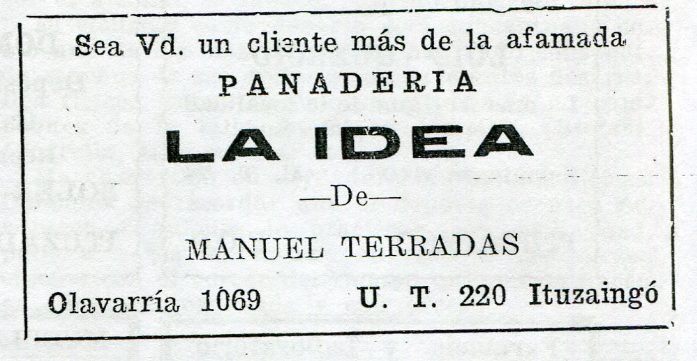 Sea Vd. un cliente más de la afamada
PANADERIA
LA IDEA
—De—
MANUEL TERRADAS
Olavarría 1069 U. T. 220 Ituzaingó